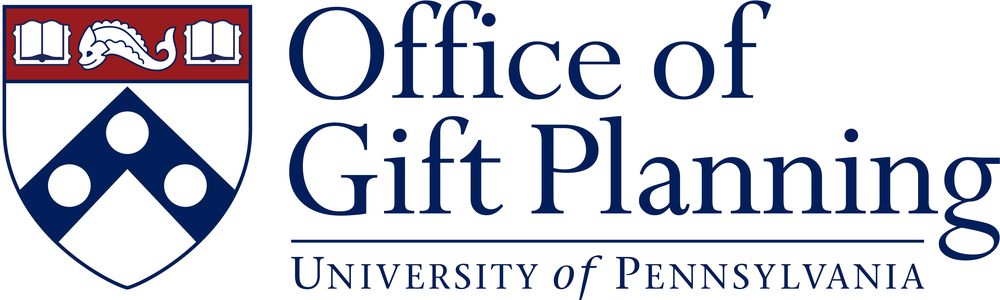 Office of
Gift Planning
UNIVERSITY of PENNSYLVANIA